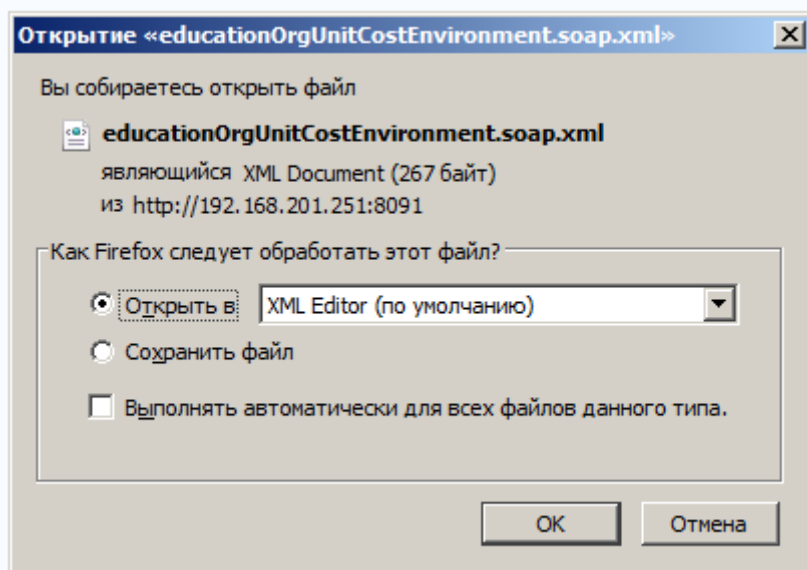 Открытие «educationOrgUnitCostEnvironment.soap.xml»
Вы собираетесь открыть файл
educationOrgUnitCostEnvironment.soap.xml
являющийся XML Document (267 байт)
из http://192.168.201.251:8091
Как Firefox следует обработать этот файл?
Открыть в XML Editor (по умолчанию)
Сохранить файл
Выполнять автоматически для всех файлов данного типа.
OK Отмена